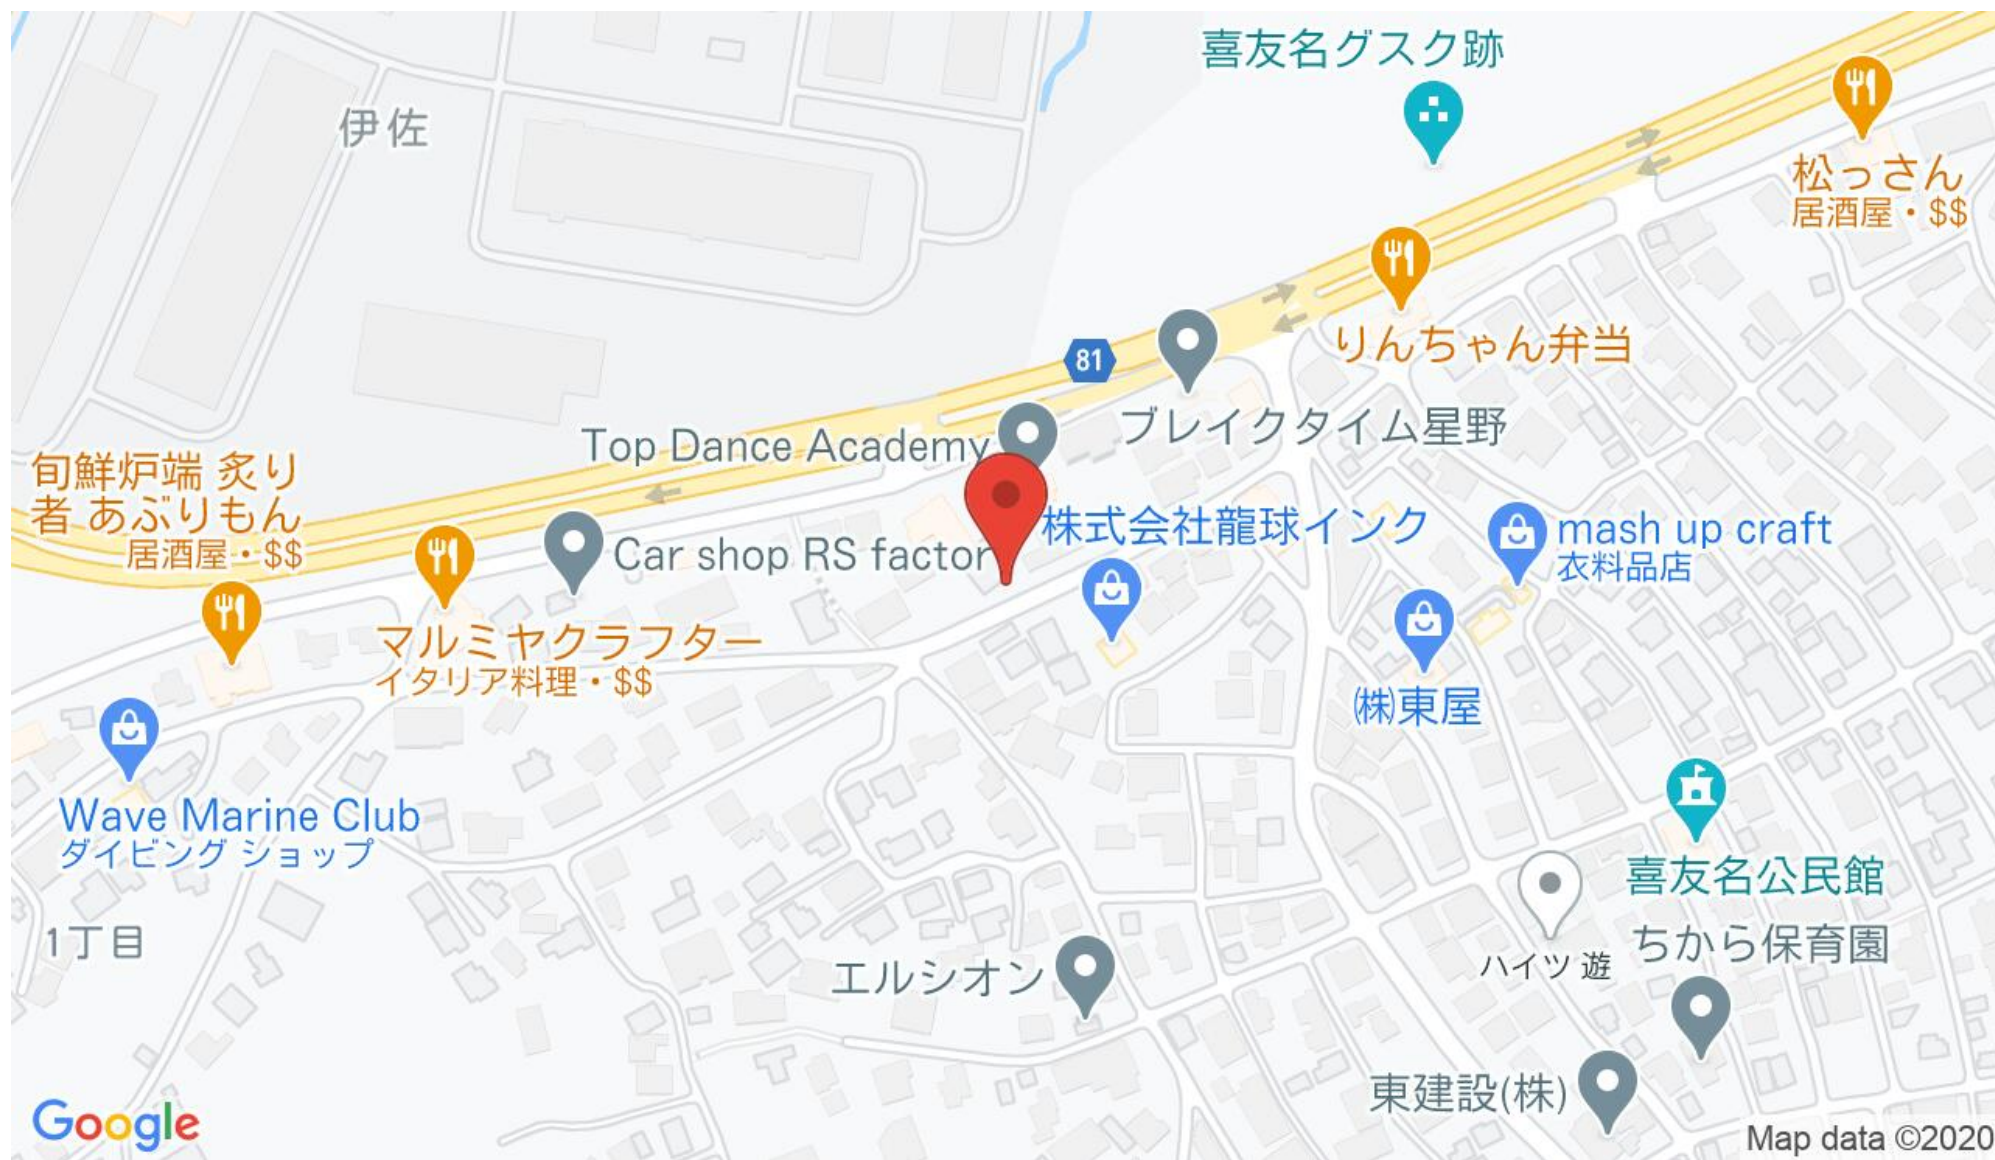 喜友名グスク跡
伊佐
松っさん
居酒屋・$$
りんちゃん弁当
81
ブレイクタイム星野
Top Dance Academy
旬鮮炉端 炙り
者 あぶりもん
居酒屋・$$
株式会社龍球インク
mash up craft
衣料品店
Car shop RS factor
マルミヤクラフター
イタリア料理・$$
㈱東屋
Wave Marine Club
ダイビング ショップ
喜友名公民館
1丁目
ちから保育園
ハイツ 遊
エルシオン
東建設(株)
Google
Map data ©2020